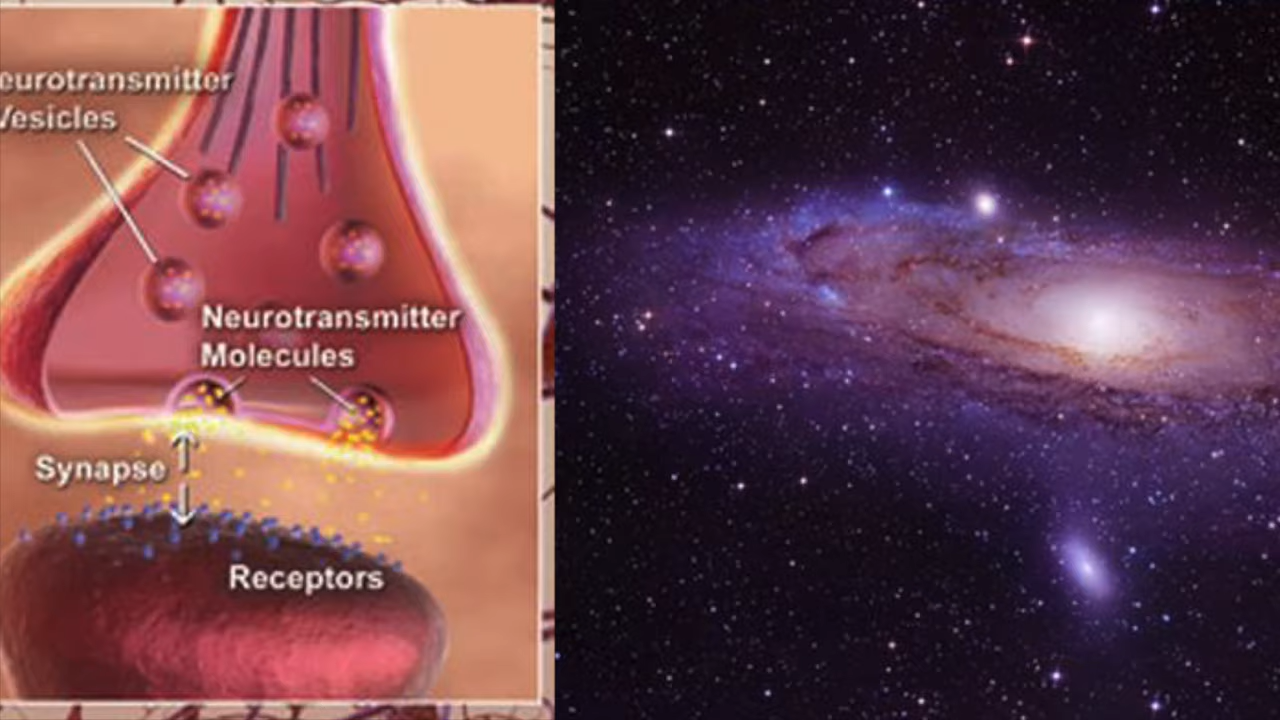 eurotransmitter
Vesicles
Neurotransmitter
Molecules
Synapse
Receptors